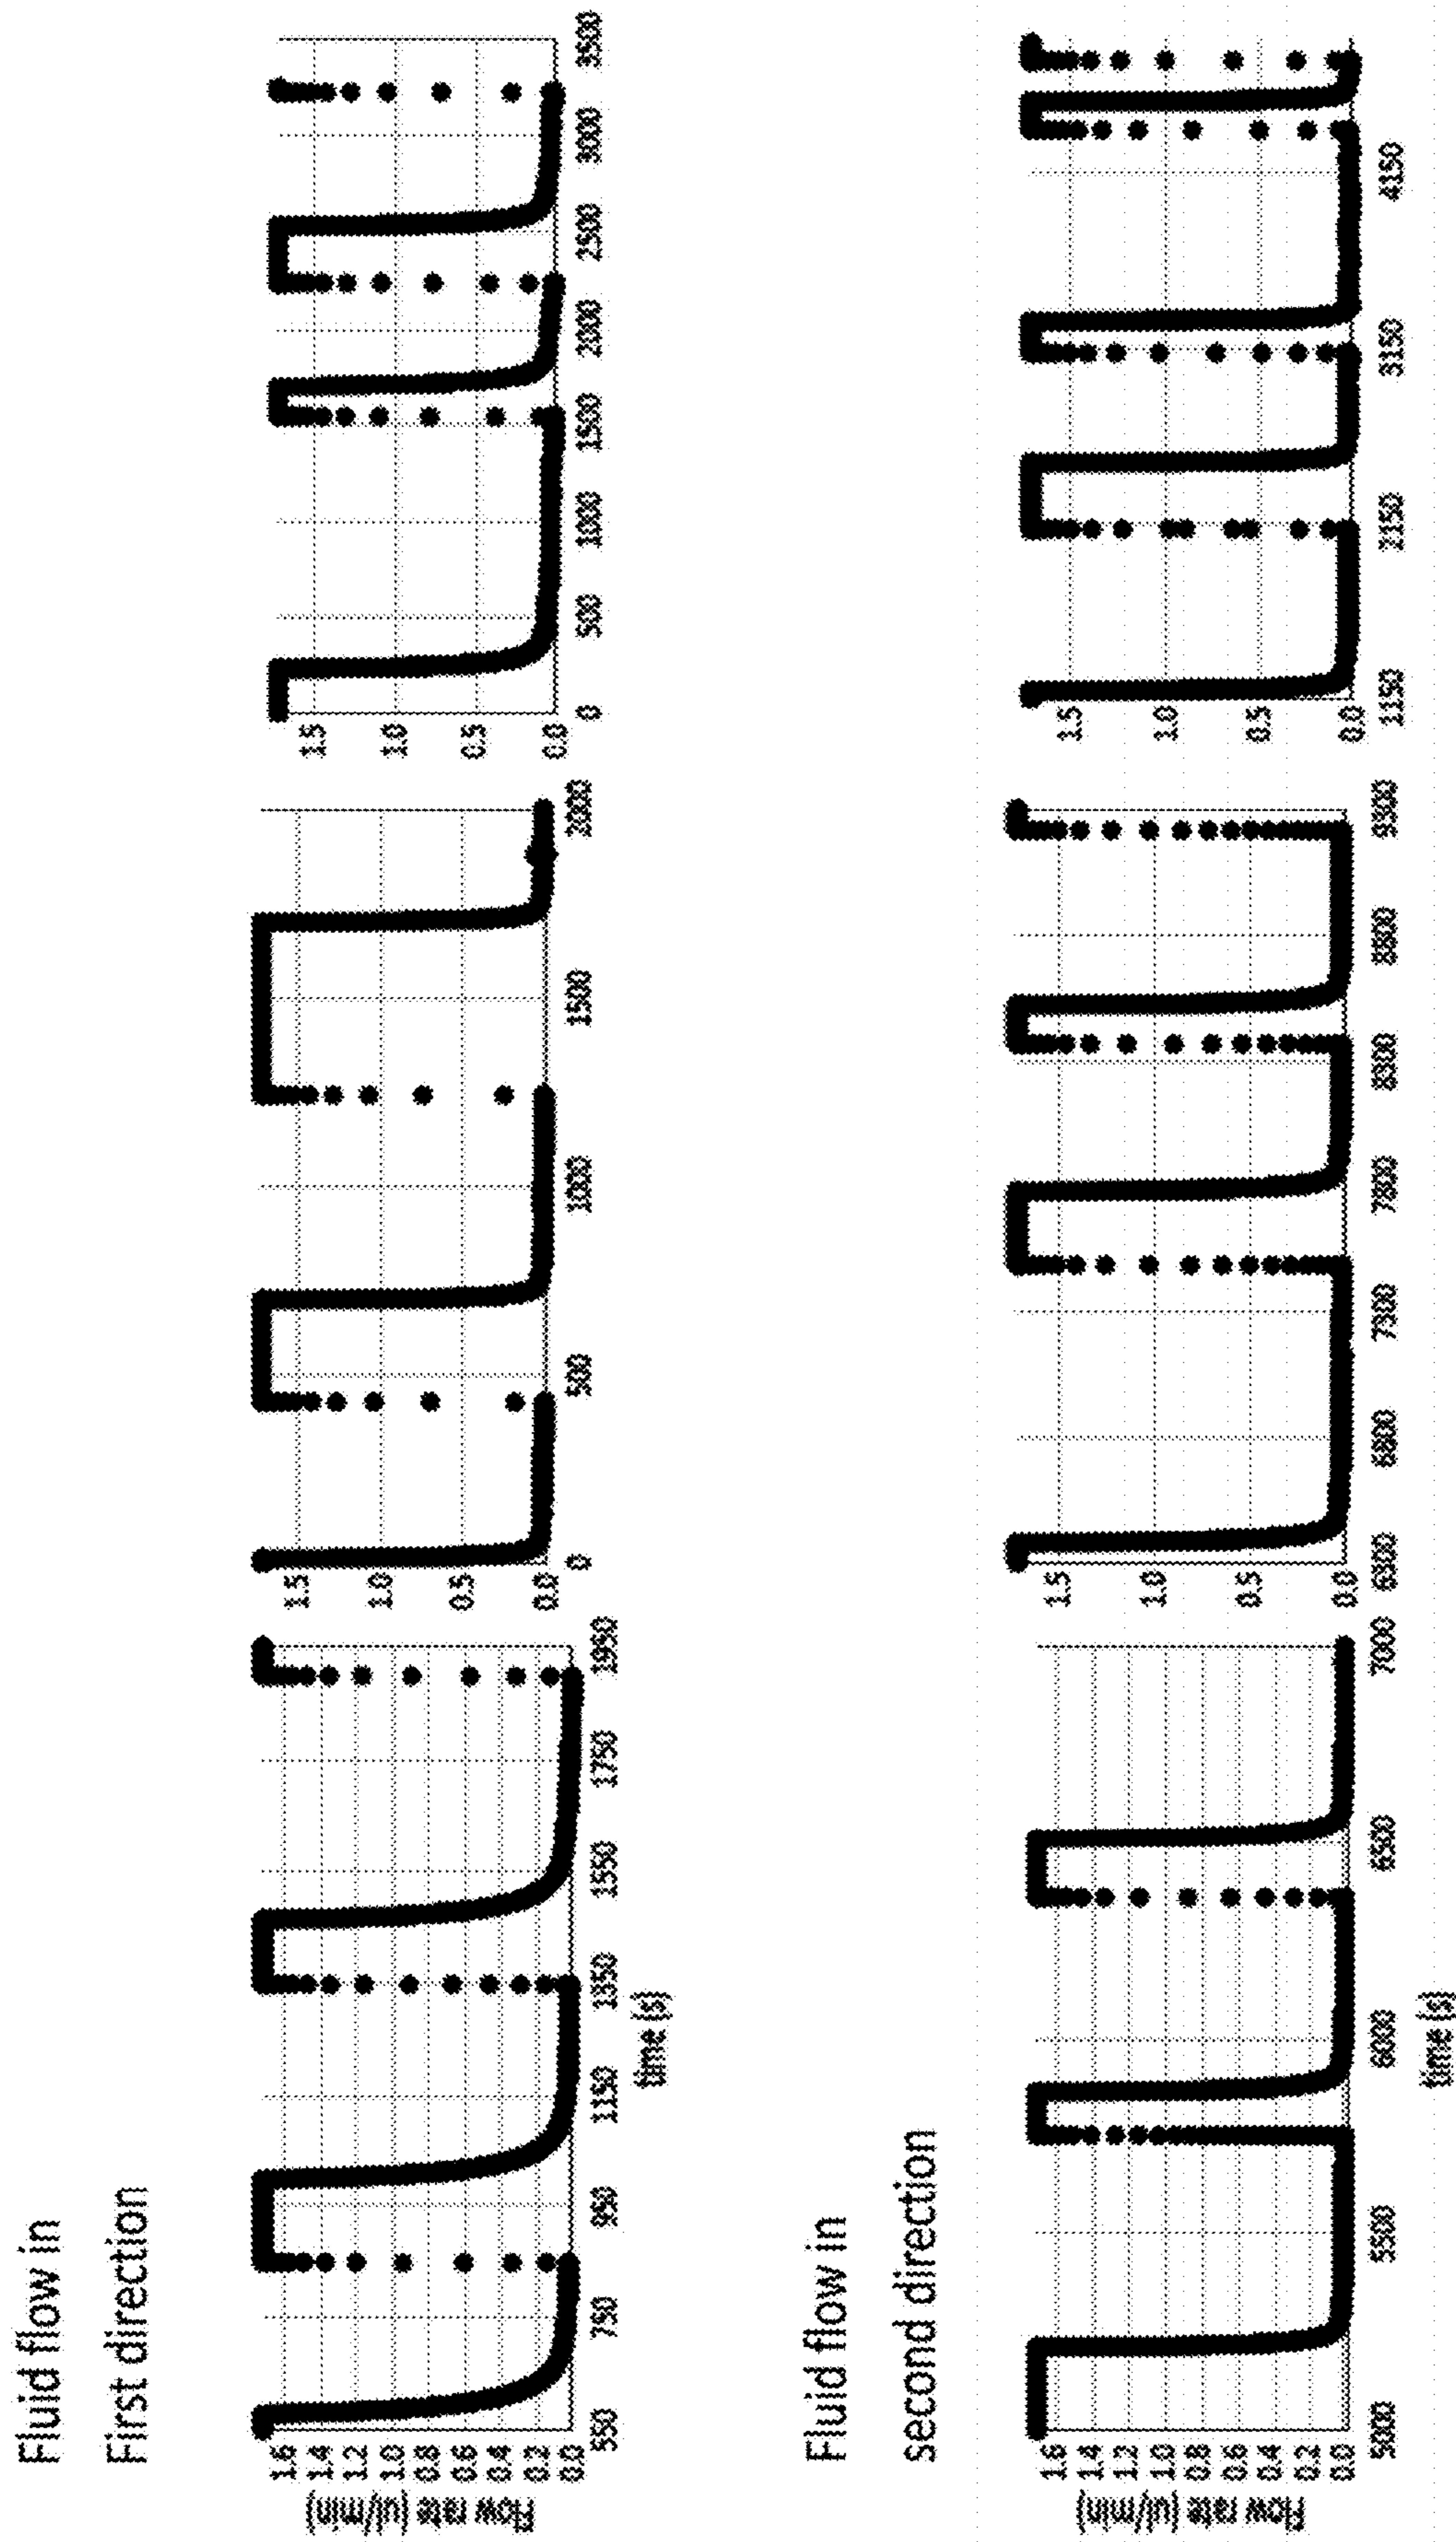 Fluid flow in
First direction
Flow rate
(ul/min)
1.6
1.4
1.2
1.0
0.8
0.6
0.4
0.2
0.0
550 750 950 1150 1350 1550 1750 1950
time (s)
1.5
1.0
0.5
0.0
0 500 1000 1500 2000
1.5
1.0
0.5
0.0
0 500 1000 1500 2000 2500 3000 3500
Fluid flow in
second direction
Flow rate
(ul/min)
1.6
1.4
1.2
1.0
0.8
0.6
0.4
0.2
0.0
5000 5500 6000 6500 7000
time (s)
1.5
1.0
0.5
0.0
6300 6800 7300 7800 8300 8800 9300
1.5
1.0
0.5
0.0
1150 2150 3150 4150